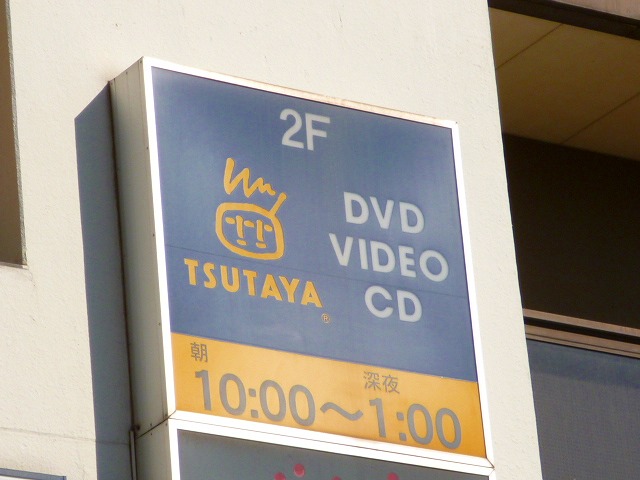 2F
TSUTAYA®
DVD
VIDEO
CD
朝 深夜
10:00〜1:00